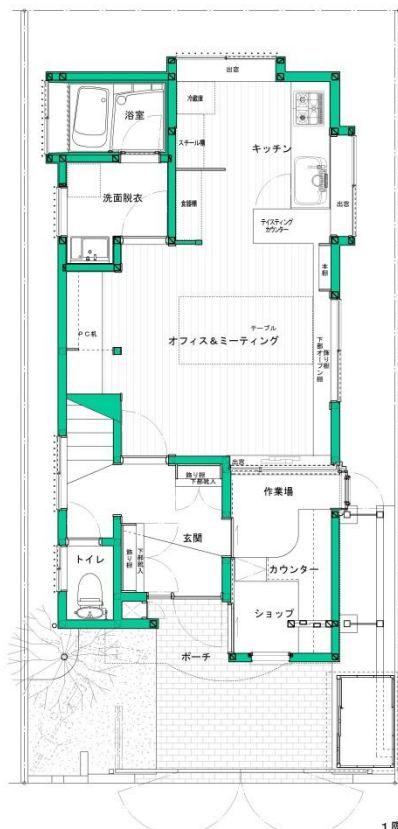 出窓
冷蔵庫
浴室
キッチン
スチール棚
洗面脱衣
食器棚
出窓
テイスティング
カウンター
本棚
PC机
テーブル
オフィス&ミーティング
飾り棚
下部オープン棚
出窓
飾り棚
下部靴入
作業場
玄関
トイレ
飾り棚
下部靴入
カウンター
ショップ
ポーチ
1階